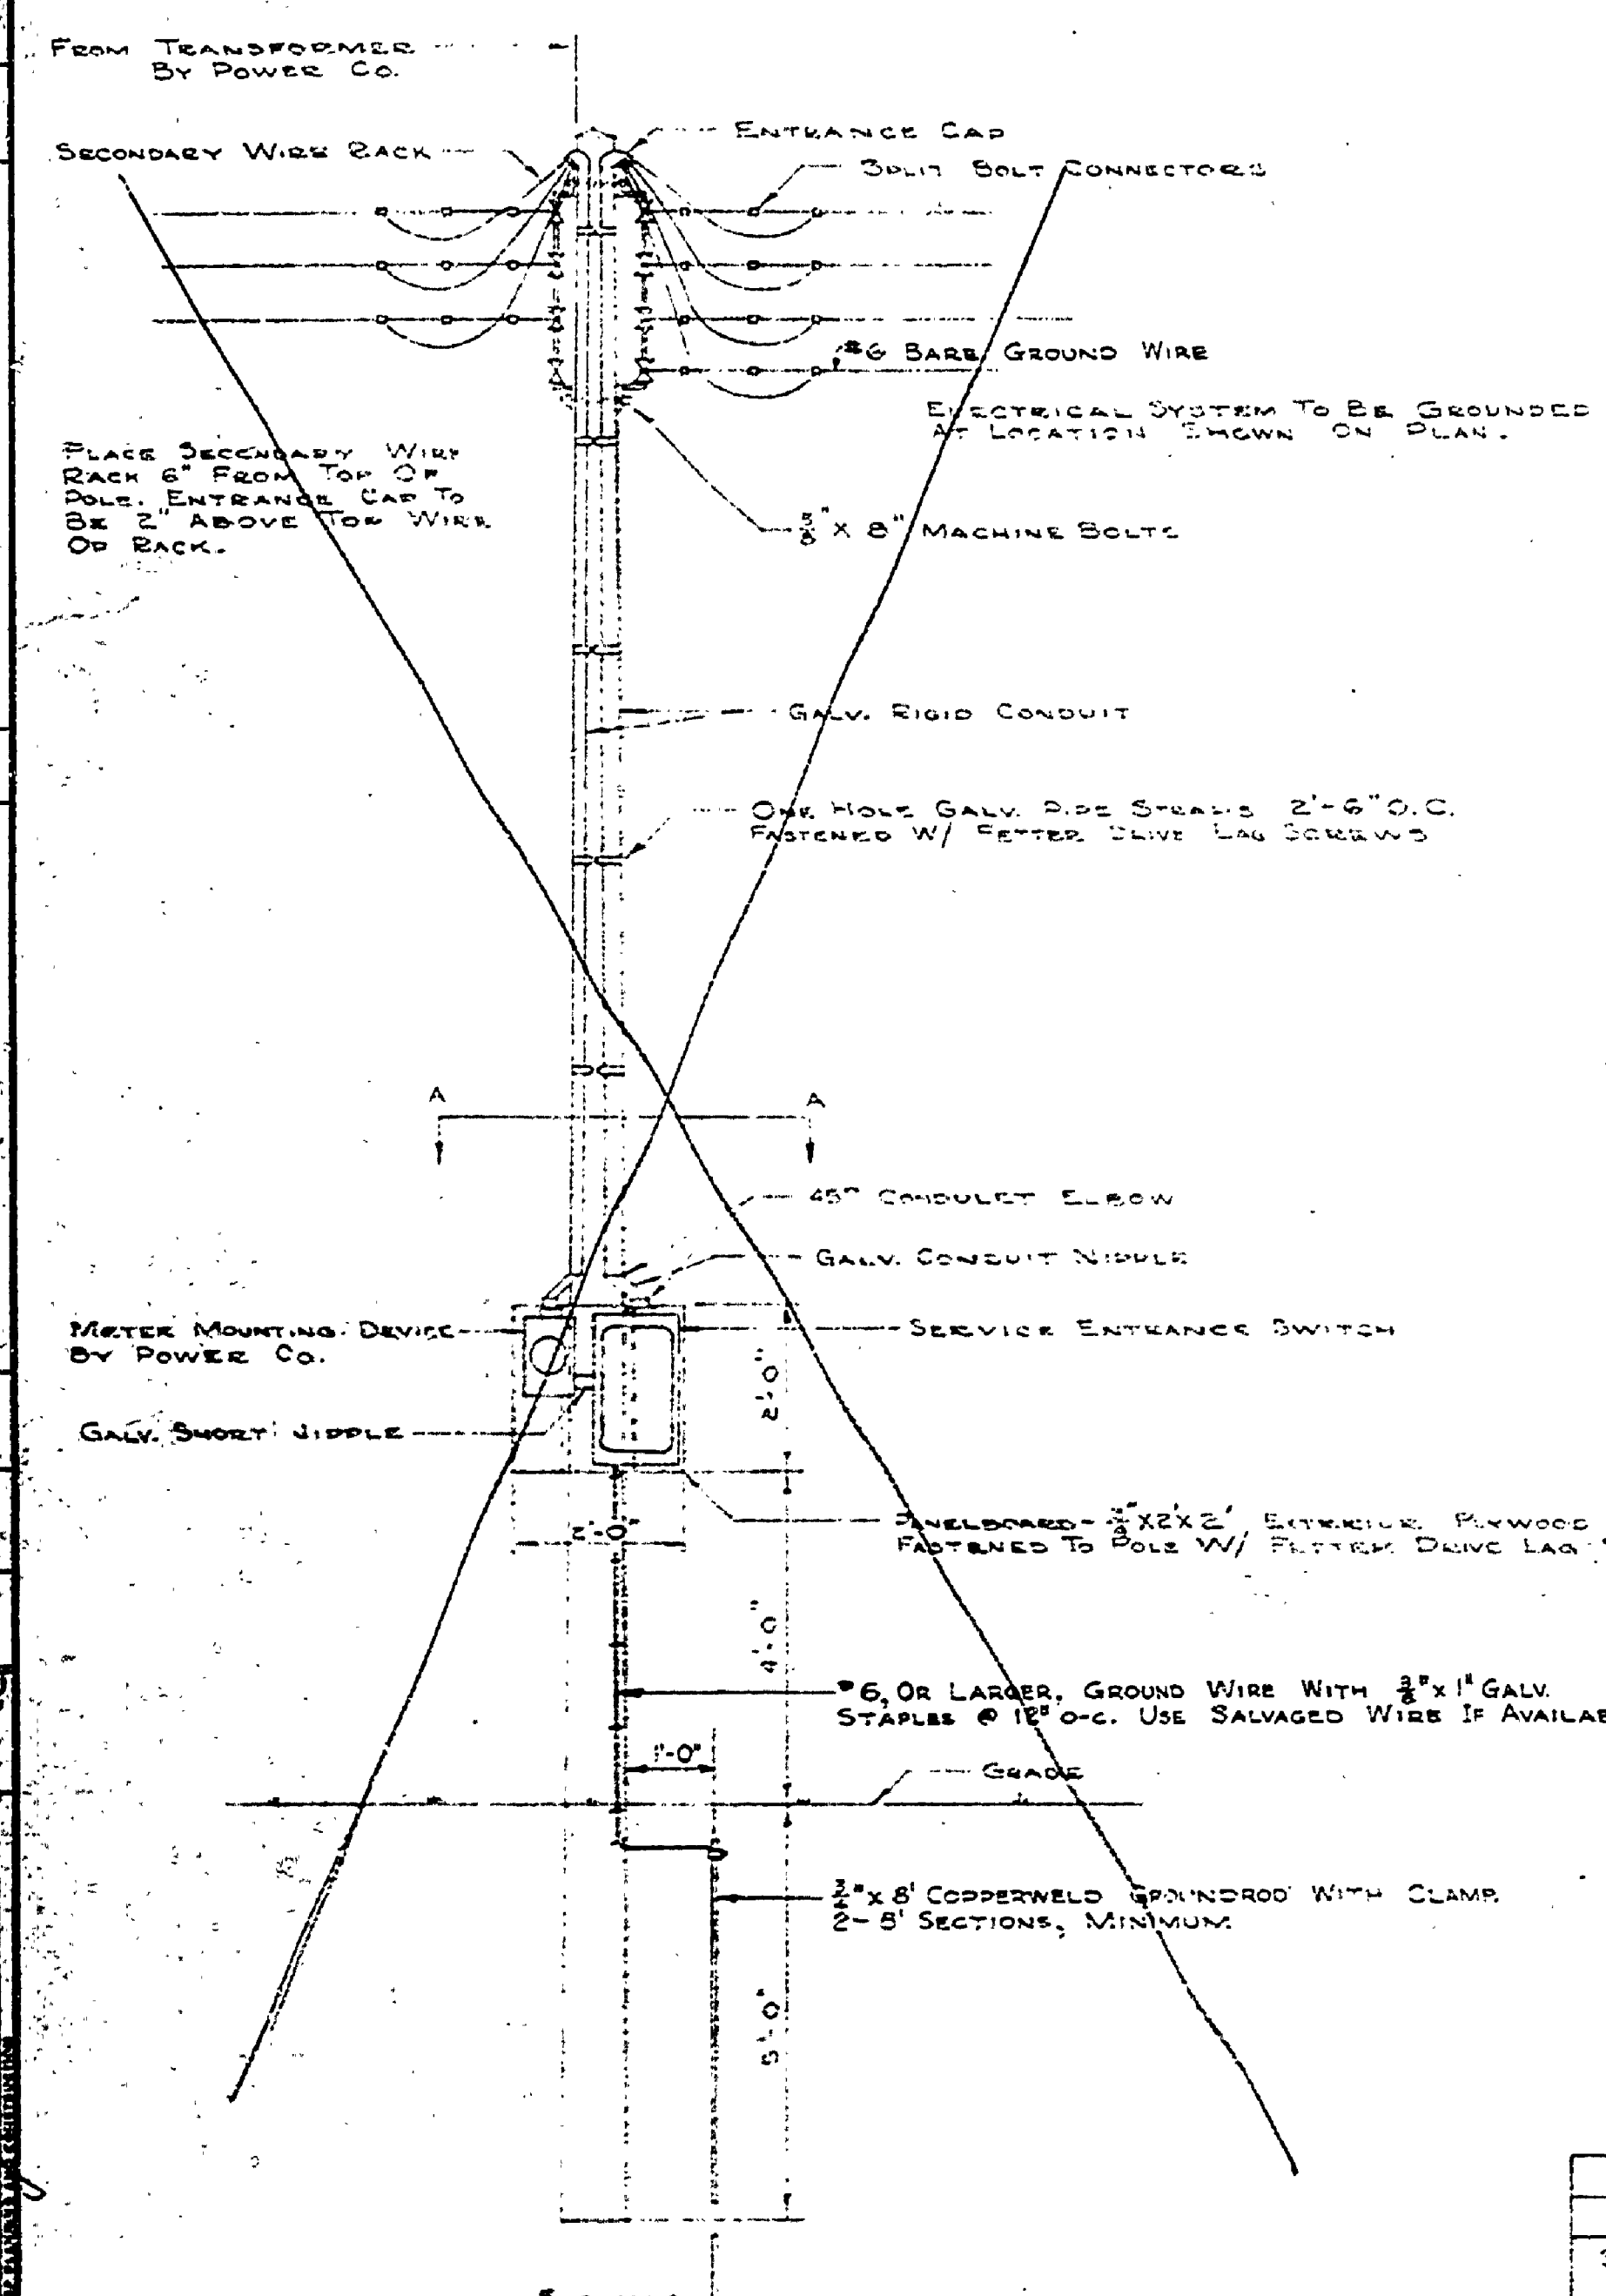 FROM TRANSFORMER
BY POWER CO.
ENTRANCE CAP
SECONDARY WIRE RACK
SPLIT BOLT CONNECTORS
#6 BARE GROUND WIRE
ELECTRICAL SYSTEM TO BE GROUNDED
AT LOCATION SHOWN ON PLAN.
PLACE SECONDARY WIRE
RACK 6" FROM TOP OF
POLE. ENTRANCE CAP TO
BE 2" ABOVE TOP WIRE
OF RACK.
X 8" MACHINE BOLTS
GALV. RIGID CONDUIT
ONE HOLE GALV. PIPE STRAPS 2'-6" O.C.
FASTENED W/ FETTER DRIVE LAG SCREWS
A A
45° CONDULET ELBOW
GALV. CONDUIT NIPPLE
METER MOUNTING DEVICE
BY POWER CO.
SERVICE ENTRANCE SWITCH
2'-0"
GALV. SHORT NIPPLE
PANELBOARD - X2'X2', EXTERIOR PLYWOOD
FASTENED TO POLE W/ FETTER DRIVE LAG
2'-0"
4'-0"
#6, OR LARGER, GROUND WIRE WITH 3/8" x 1" GALV.
STAPLES @ 12" O-C. USE SALVAGED WIRE IF AVAILAB
1'-0"
GRADE
x 8' COPPERWELD GROUNDROD WITH CLAMP.
2- 8' SECTIONS, MINIMUM
5'-0"